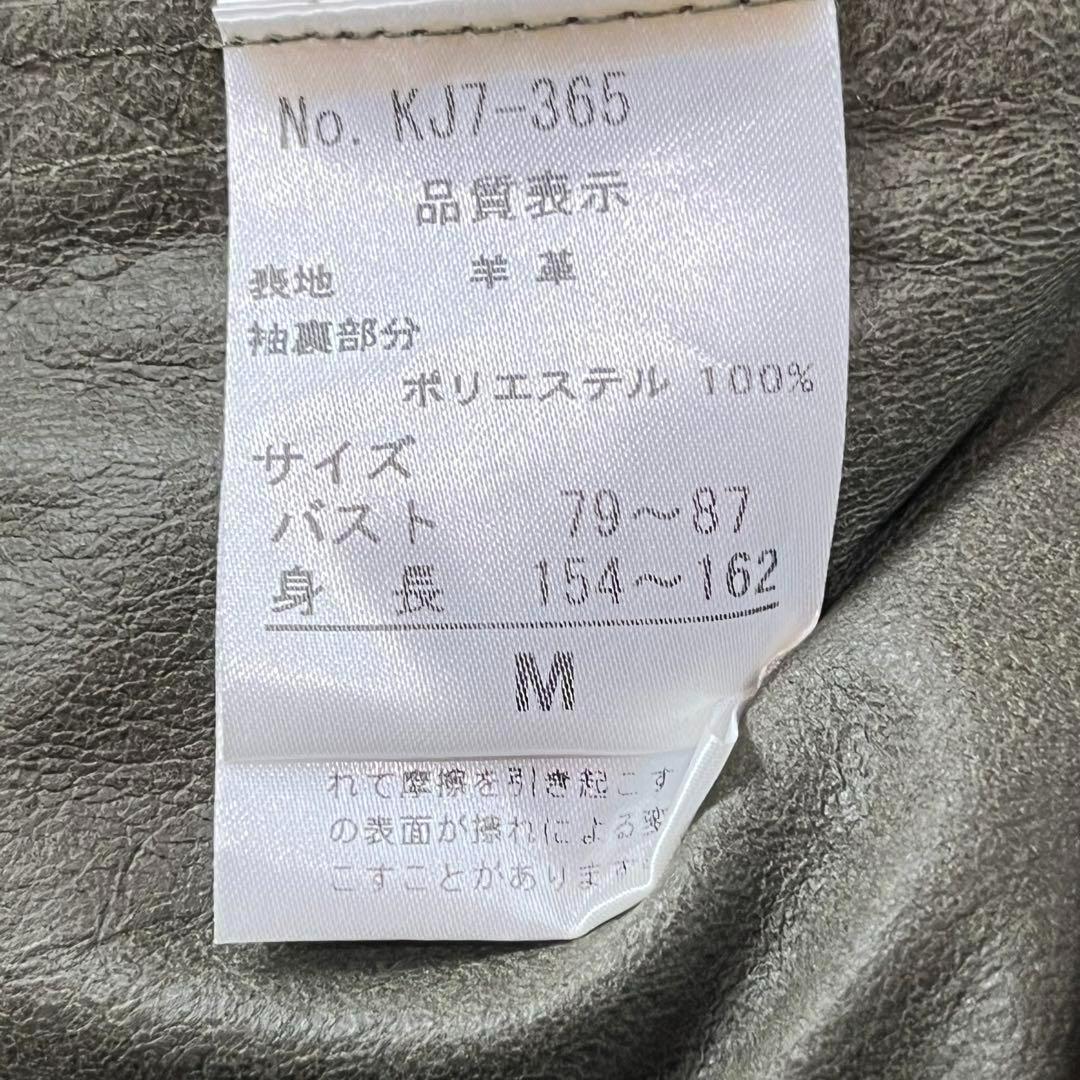 No. KJ7-365
品質表示
表地 羊革
袖裏部分
ポリエステル 100%
サイズ
バスト 79〜87
身長 154〜162
M
れて摩擦を引き起こす
の表面が擦れによる変
こすことがあります